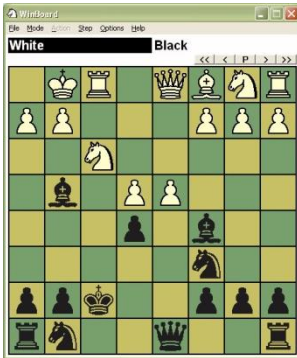 WinBoard
File Mode Action Step Options Help
White Black
<< < P > >>